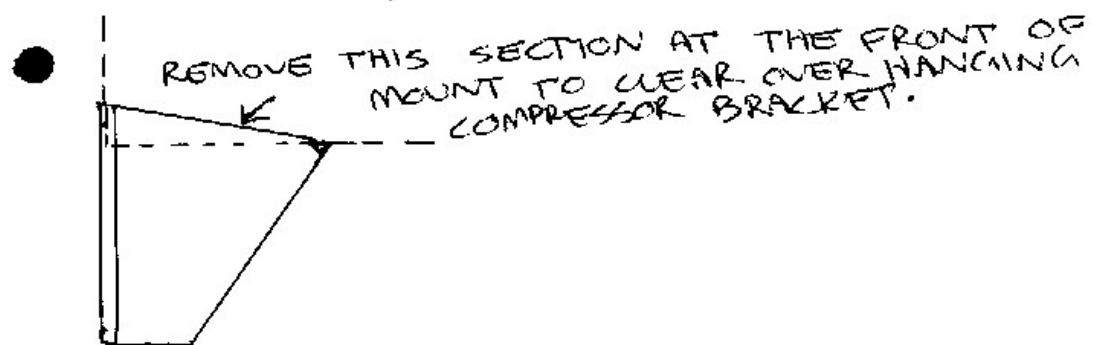 REMOVE THIS SECTION AT THE FRONT OF
MOUNT TO CLEAR OVER HANGING
COMPRESSOR BRACKET.